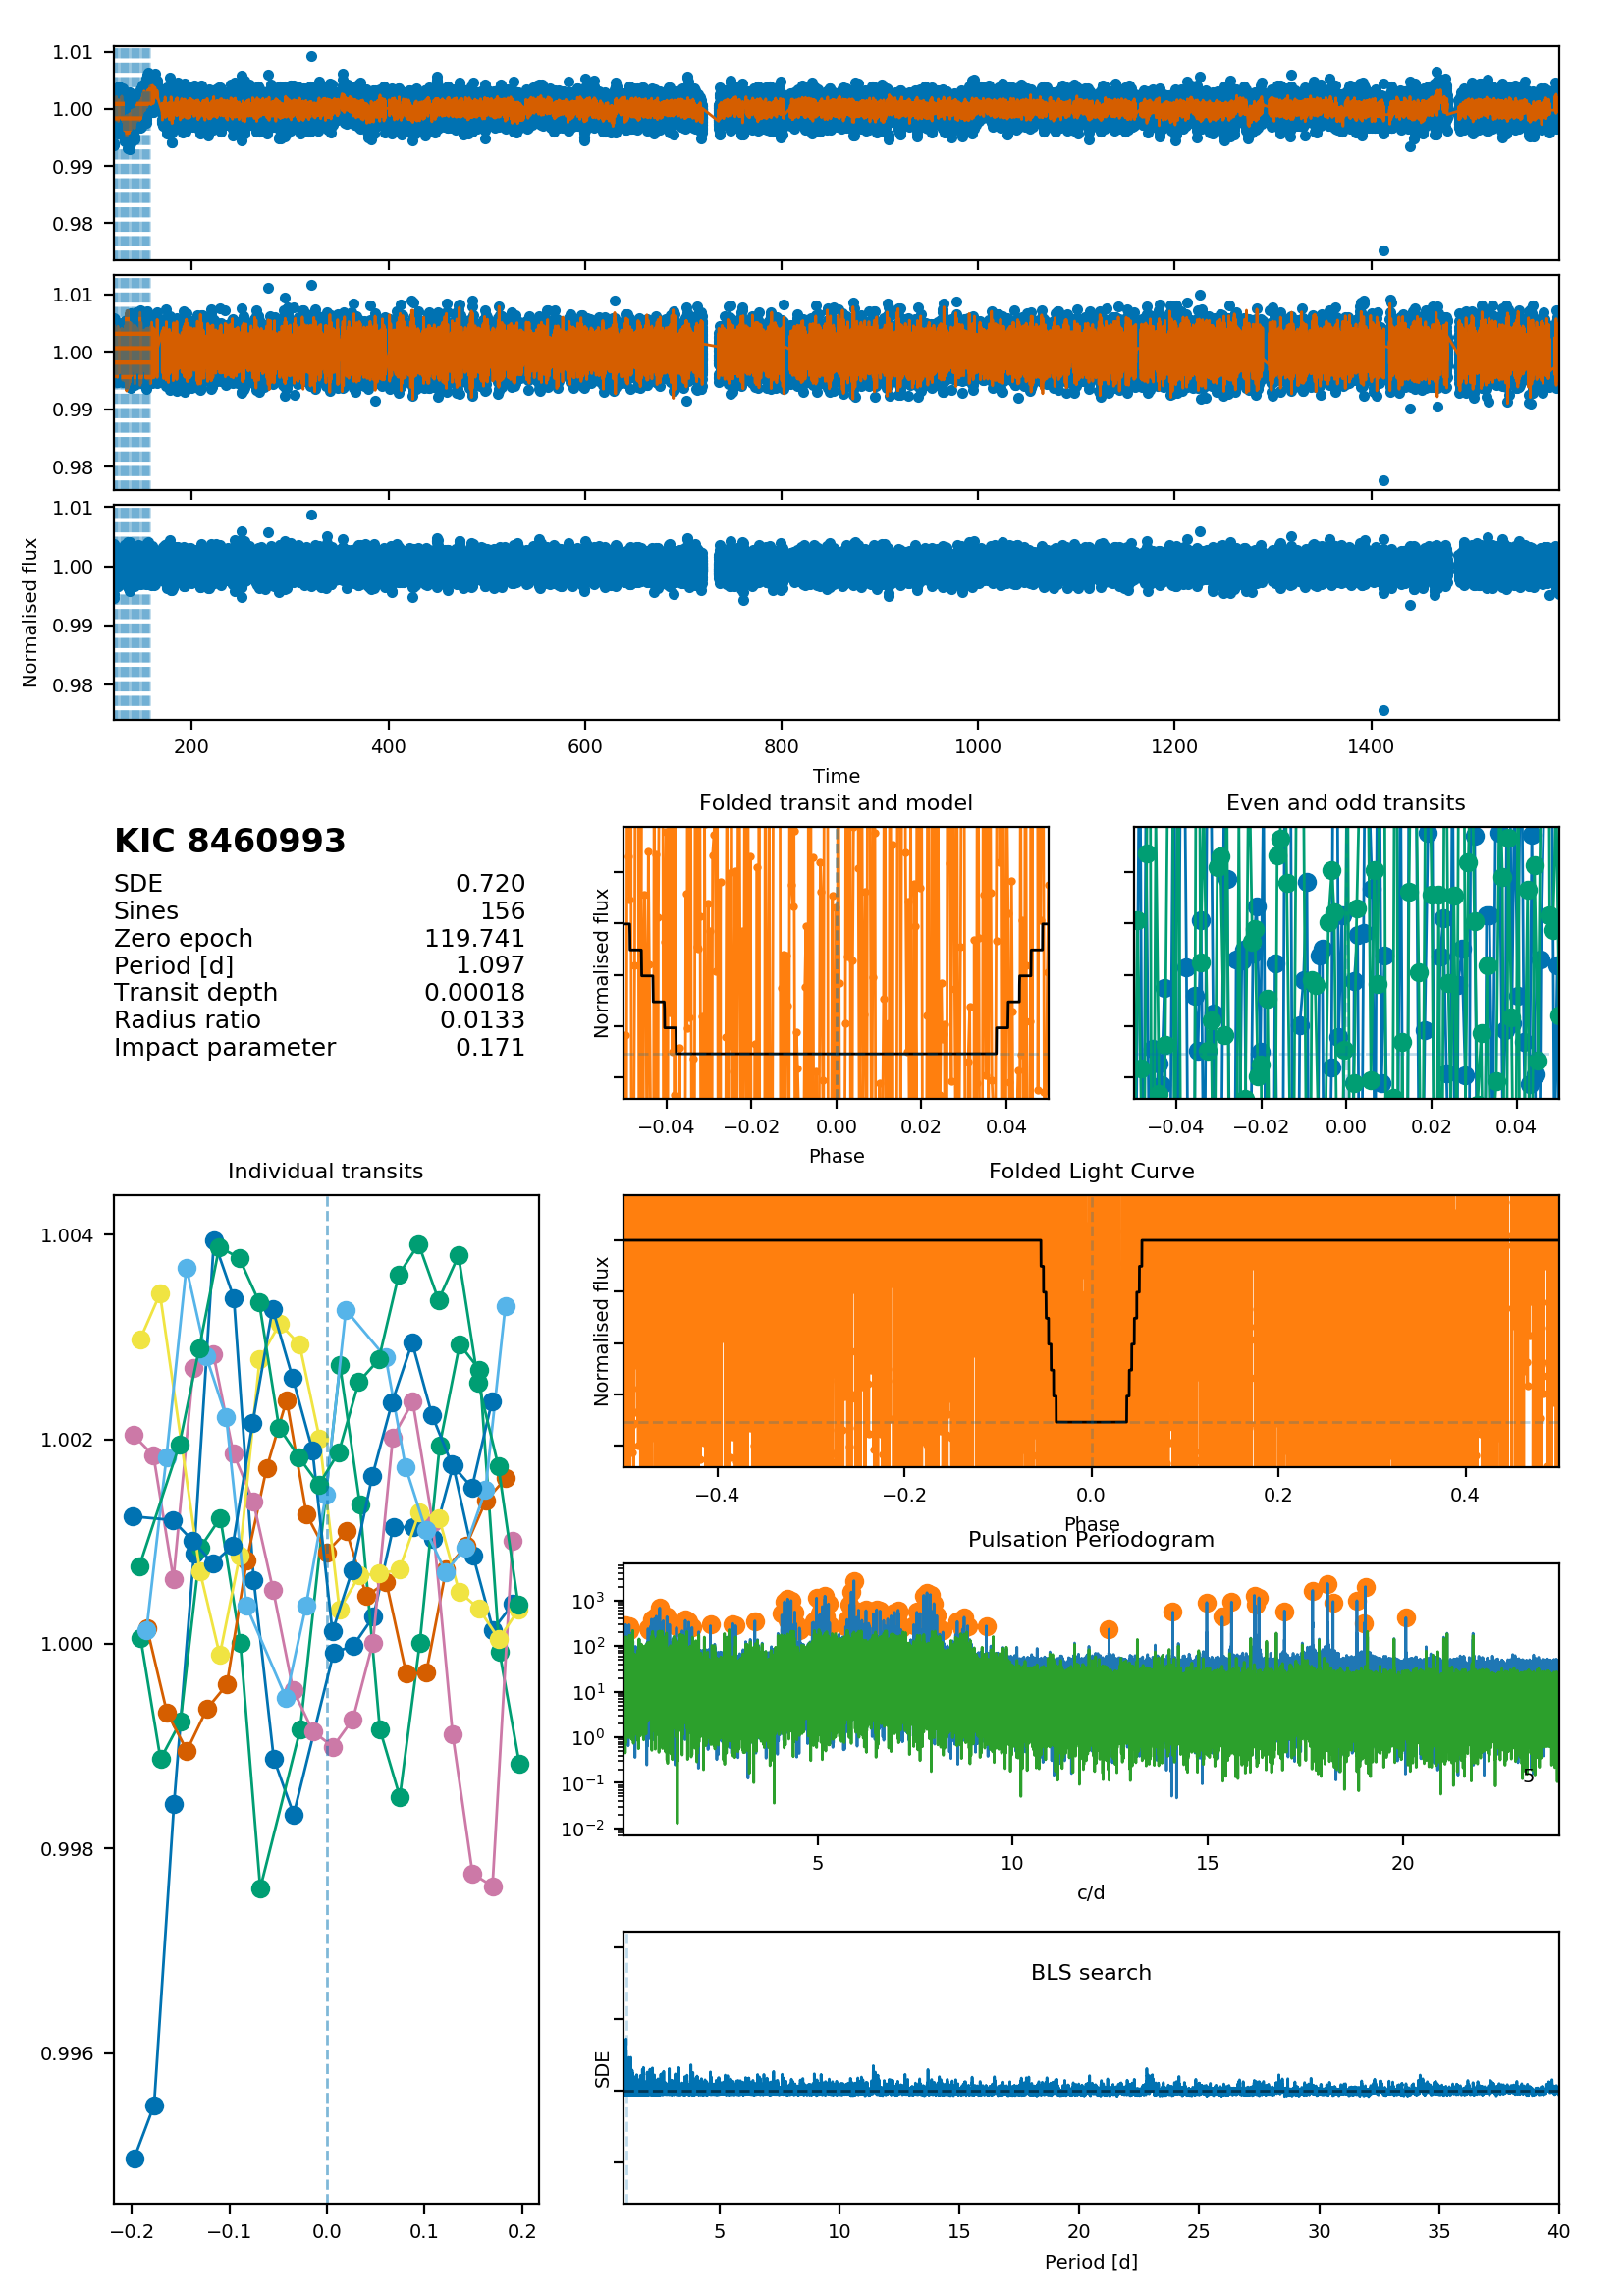 1.01
1.00
0.99
0.98
1.01
1.00
0.99
0.98
1.01
1.00
0.99
0.98
Normalised flux
200 400 600 800 1000 1200 1400
Time
KIC 8460993
SDE 0.720
Sines 156
Zero epoch 119.741
Period [d] 1.097
Transit depth 0.00018
Radius ratio 0.0133
Impact parameter 0.171
Folded transit and model
Normalised flux
−0.04 −0.02 0.00 0.02 0.04
Phase
Even and odd transits
−0.04 −0.02 0.00 0.02 0.04
Individual transits
1.004
1.002
1.000
0.998
0.996
−0.2 −0.1 0.0 0.1 0.2
Folded Light Curve
Normalised flux
−0.4 −0.2 0.0 0.2 0.4
Phase
Pulsation Periodogram
10³
10²
10¹
10⁰
10⁻¹
10⁻²
5
5 10 15 20
c/d
BLS search
SDE
5 10 15 20 25 30 35 40
Period [d]